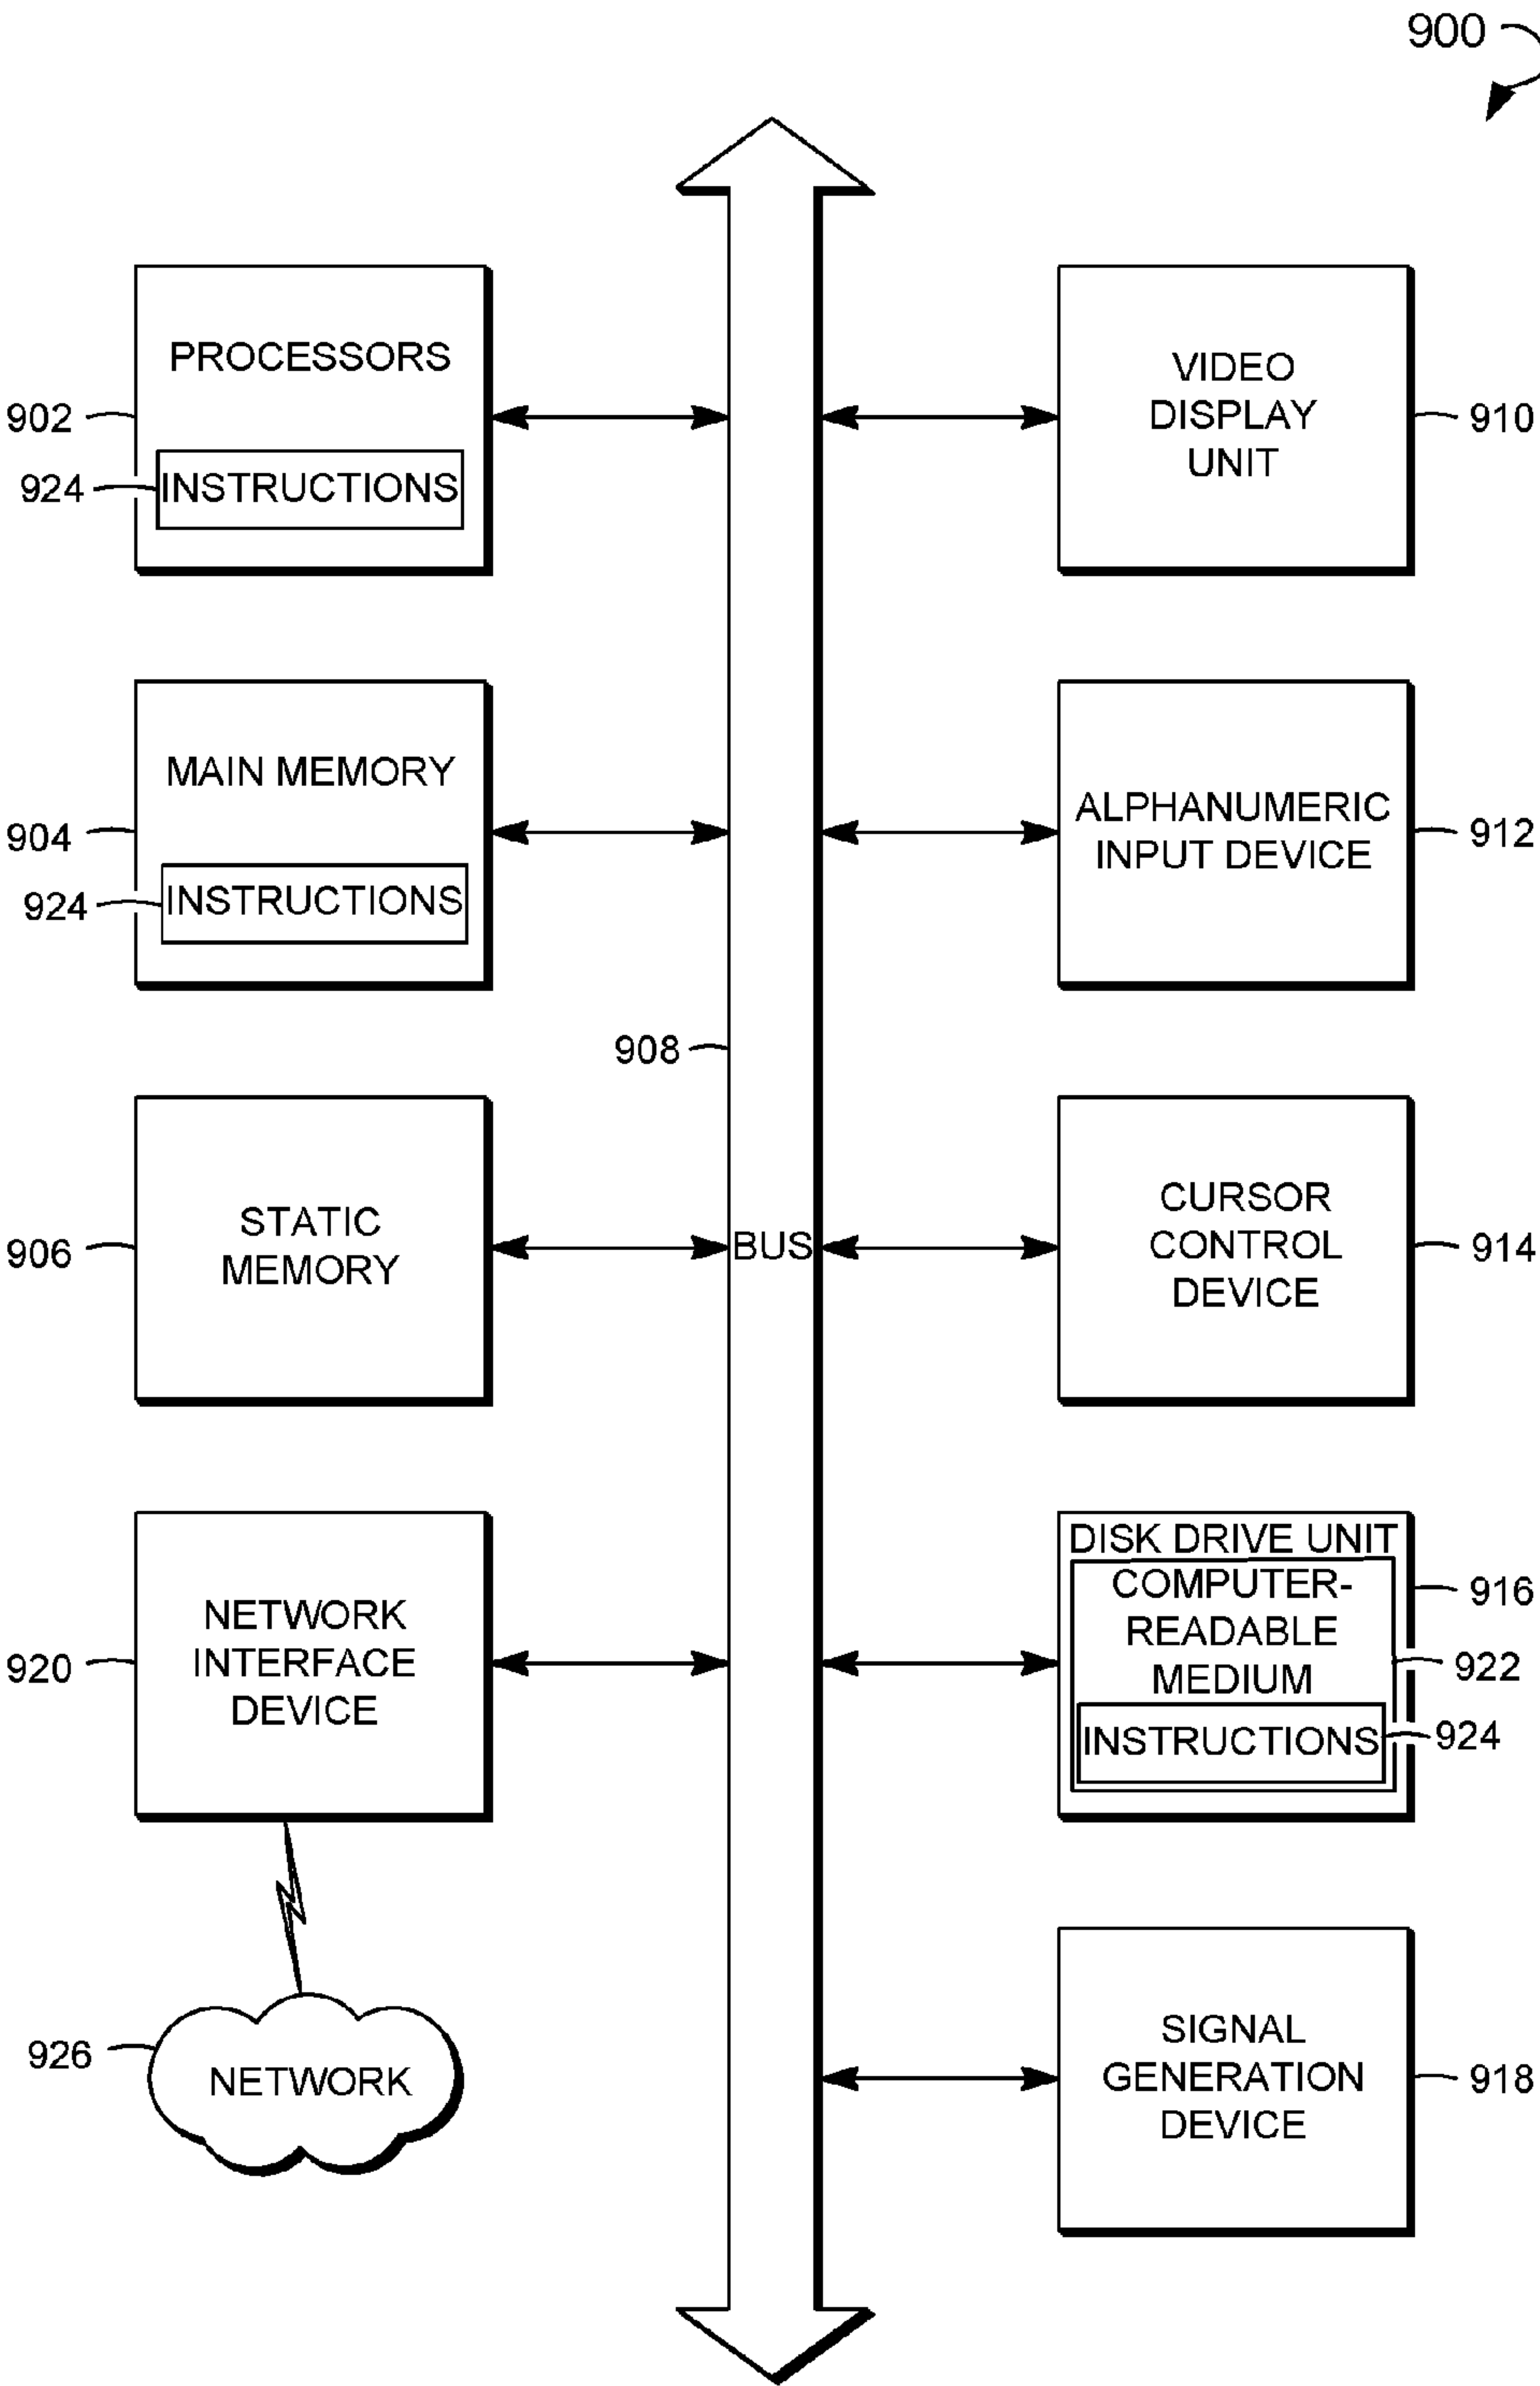 900
PROCESSORS
902
924
INSTRUCTIONS
VIDEO
DISPLAY
UNIT
910
MAIN MEMORY
904
924
INSTRUCTIONS
ALPHANUMERIC
INPUT DEVICE
912
908
STATIC
MEMORY
906
BUS
CURSOR
CONTROL
DEVICE
914
NETWORK
INTERFACE
DEVICE
920
DISK DRIVE UNIT
COMPUTER-
READABLE
MEDIUM
INSTRUCTIONS
916
922
924
926
NETWORK
SIGNAL
GENERATION
DEVICE
918